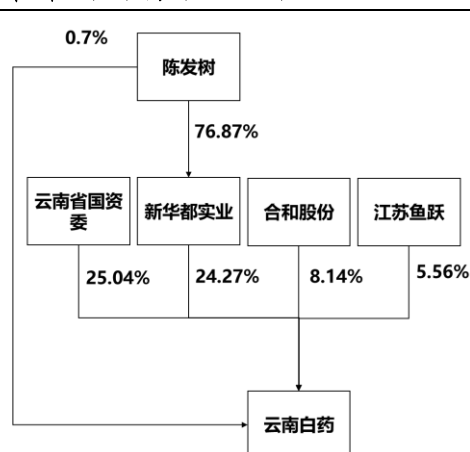 0.7%
陈发树
76.87%
云南省国资
委
新华都实业
合和股份
江苏鱼跃
25.04%
24.27%
8.14%
5.56%
云南白药